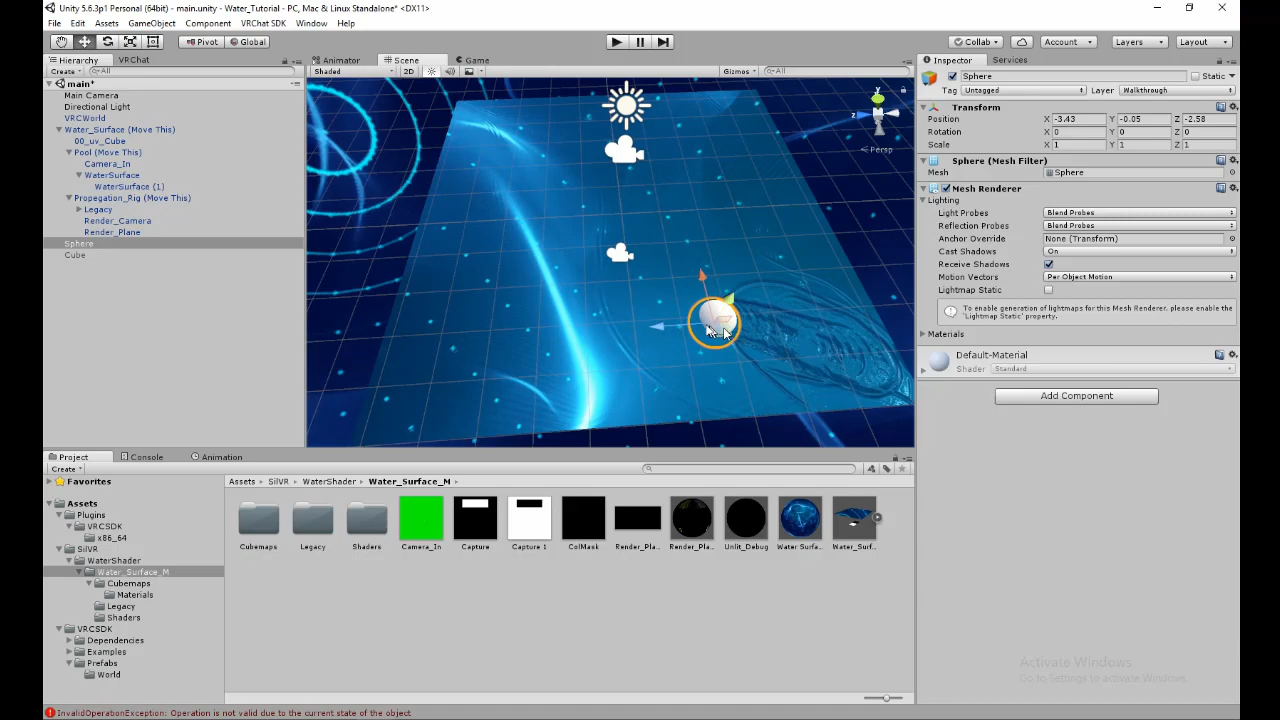 Unity 5.6.3p1 Personal (64bit) - main.unity - Water_Tutorial - PC, Mac & Linux Standalone* <DX11>
File Edit Assets GameObject Component VRChat SDK Window Help
Pivot Global Collab Account Layers Layout
Hierarchy VRChat Animator Scene Game Inspector Services
Create All Shaded 2D Gizmos All
Sphere Static
Tag Untagged Layer Walkthrough
main*
Main Camera
Directional Light
VRCWorld
Water_Surface (Move This)
00_uv_Cube
Pool (Move This)
Camera_In
WaterSurface
WaterSurface (1)
Propegation_Rig (Move This)
Legacy
Render_Camera
Render_Plane
Sphere
Cube
y
z
Persp
Transform
Position X -3.43 Y -0.05 Z -2.58
Rotation X 0 Y 0 Z 0
Scale X 1 Y 1 Z 1
Sphere (Mesh Filter)
Mesh Sphere
Mesh Renderer
Lighting
Light Probes Blend Probes
Reflection Probes Blend Probes
Anchor Override None (Transform)
Cast Shadows On
Receive Shadows
Motion Vectors Per Object Motion
Lightmap Static
To enable generation of lightmaps for this Mesh Renderer, please enable the
'Lightmap Static' property.
Materials
Default-Material
Shader Standard
Add Component
Project Console Animation
Create
Favorites
Assets
Plugins
VRCSDK
x86_64
SilVR
WaterShader
Water_Surface_M
Cubemaps
Materials
Legacy
Shaders
VRCSDK
Dependencies
Examples
Prefabs
World
Assets SilVR WaterShader Water_Surface_M
Cubemaps Legacy Shaders Camera_In Capture Capture 1 ColMask Render_Pla... Render_Pla... Unlit_Debug Water Surfa... Water_Surf...
Activate Windows
Go to Settings to activate Windows.
InvalidOperationException: Operation is not valid due to the current state of the object